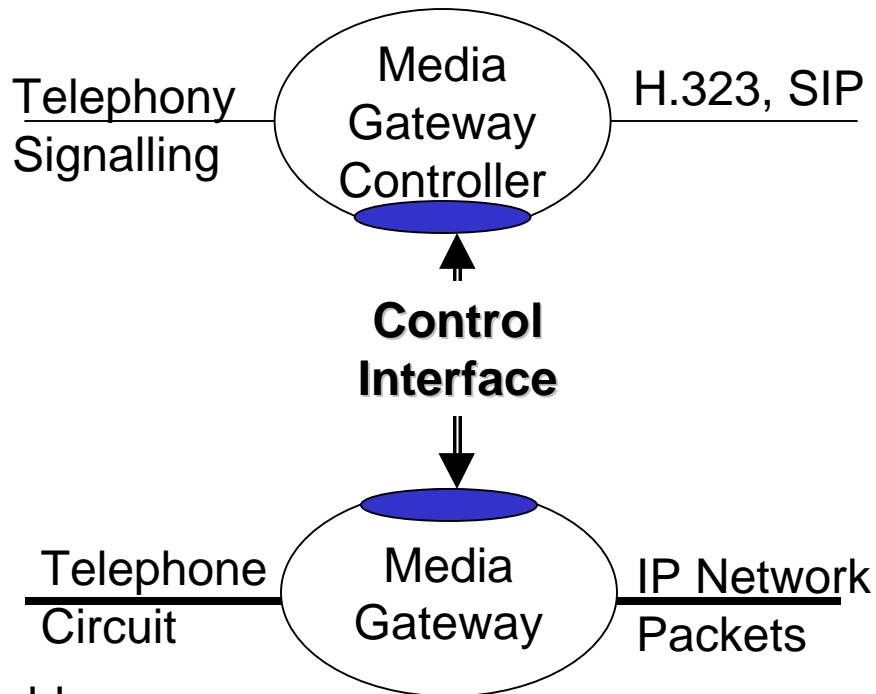 Telephony
Signalling
Media
Gateway
Controller
H.323, SIP
Control
Interface
Telephone
Circuit
Media
Gateway
IP Network
Packets